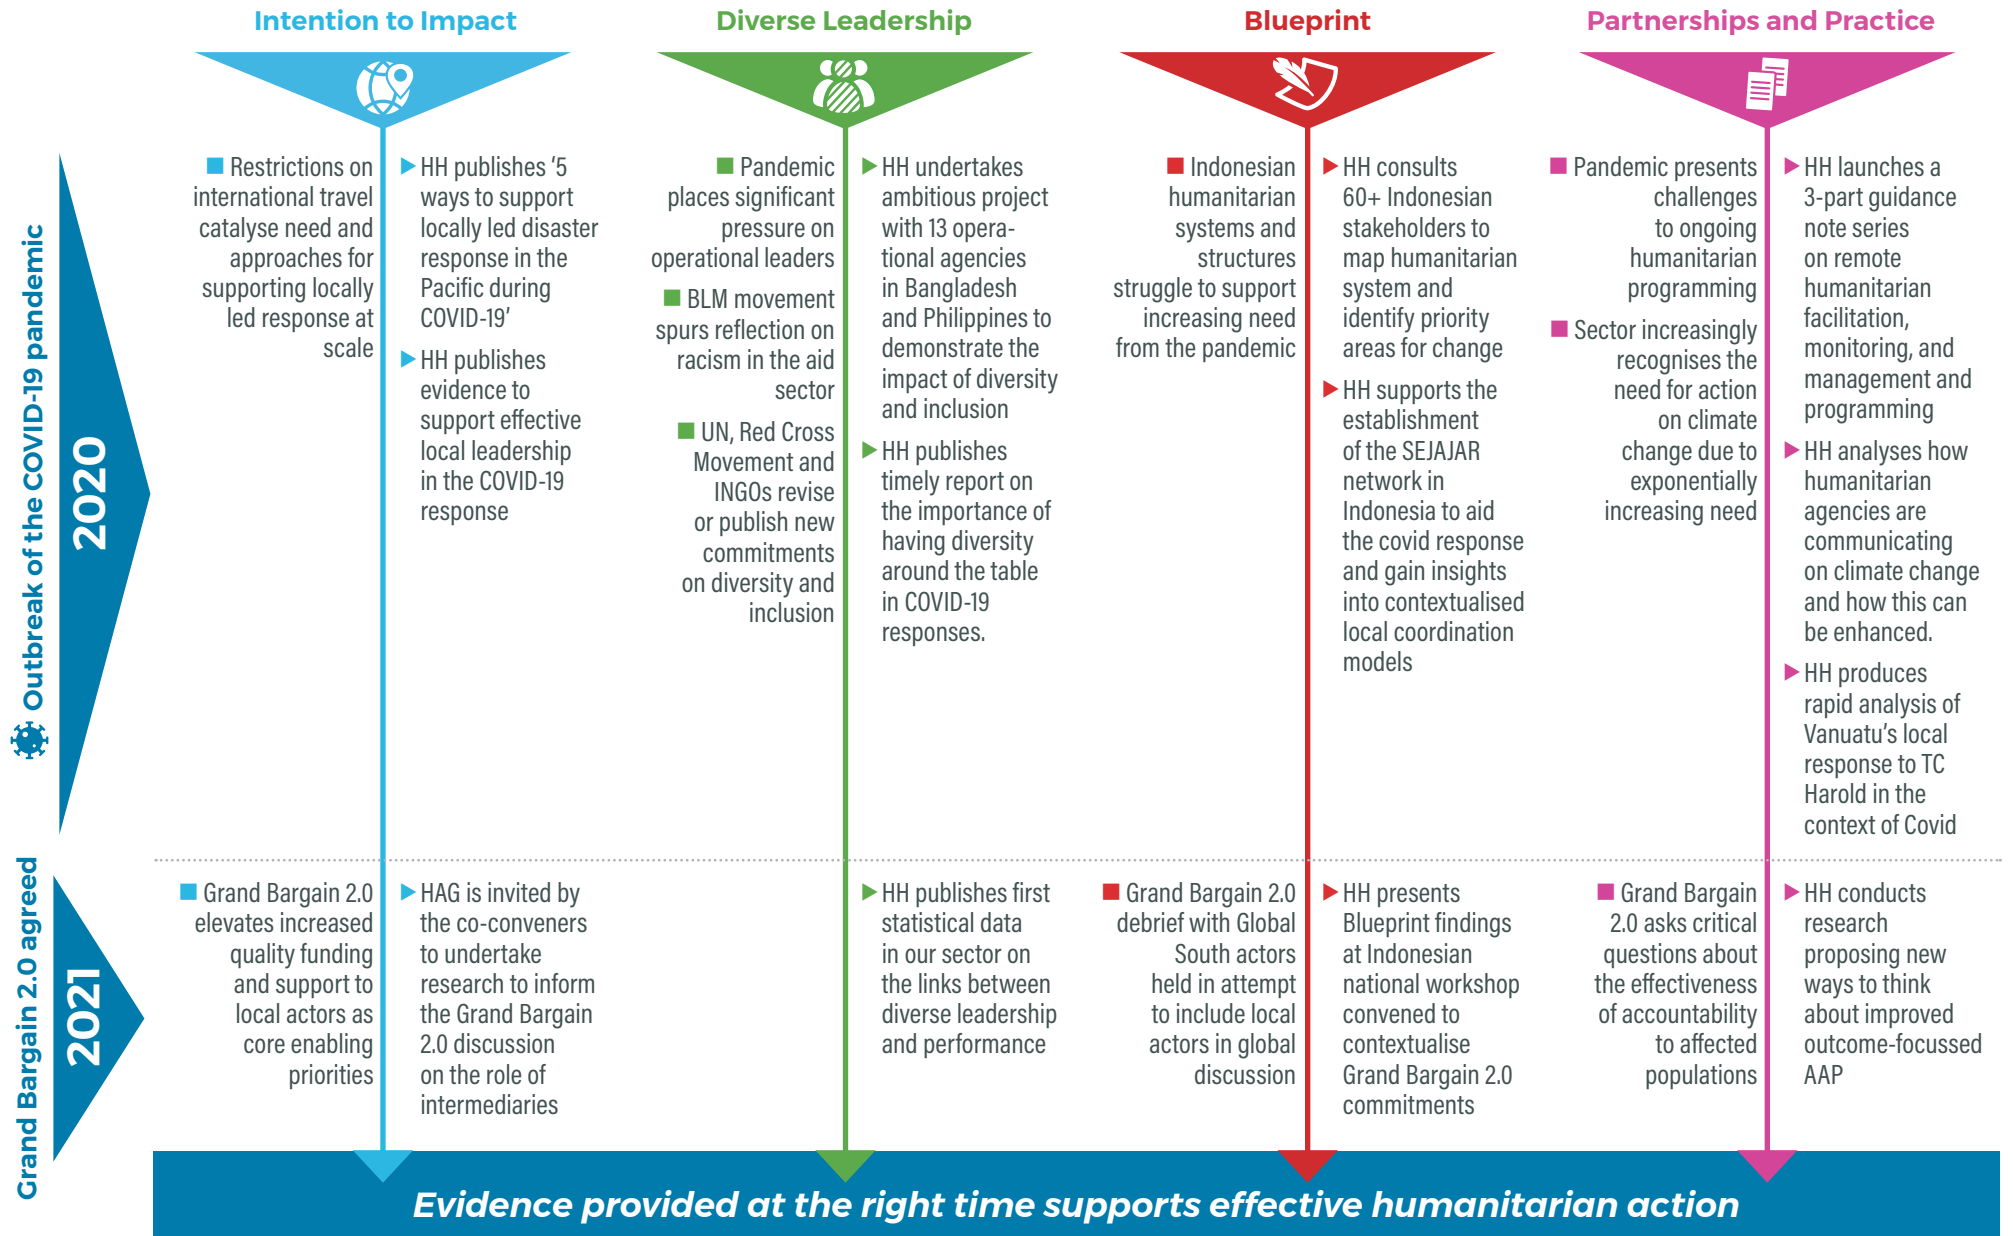 Intention to Impact
Diverse Leadership
Blueprint
Partnerships and Practice
Outbreak of the COVID-19 pandemic
2020
Restrictions on
international travel
catalyse need and
approaches for
supporting locally
led response at
scale
HH publishes ‘5
ways to support
locally led disaster
response in the
Pacific during
COVID-19’
HH publishes
evidence to
support effective
local leadership
in the COVID-19
response
Pandemic
places significant
pressure on
operational leaders
BLM movement
spurs reflection on
racism in the aid
sector
UN, Red Cross
Movement and
INGOs revise
or publish new
commitments
on diversity and
inclusion
HH undertakes
ambitious project
with 13 opera-
tional agencies
in Bangladesh
and Philippines to
demonstrate the
impact of diversity
and inclusion
HH publishes
timely report on
the importance of
having diversity
around the table
in COVID-19
responses.
Indonesian
humanitarian
systems and
structures
struggle to support
increasing need
from the pandemic
HH consults
60+ Indonesian
stakeholders to
map humanitarian
system and
identify priority
areas for change
HH supports the
establishment
of the SEJAJAR
network in
Indonesia to aid
the covid response
and gain insights
into contextualised
local coordination
models
Pandemic presents
challenges
to ongoing
humanitarian
programming
Sector increasingly
recognises the
need for action
on climate
change due to
exponentially
increasing need
HH launches a
3-part guidance
note series
on remote
humanitarian
facilitation,
monitoring, and
management and
programming
HH analyses how
humanitarian
agencies are
communicating
on climate change
and how this can
be enhanced.
HH produces
rapid analysis of
Vanuatu’s local
response to TC
Harold in the
context of Covid
Grand Bargain 2.0 agreed
2021
Grand Bargain 2.0
elevates increased
quality funding
and support to
local actors as
core enabling
priorities
HAG is invited by
the co-conveners
to undertake
research to inform
the Grand Bargain
2.0 discussion
on the role of
intermediaries
HH publishes first
statistical data
in our sector on
the links between
diverse leadership
and performance
Grand Bargain 2.0
debrief with Global
South actors
held in attempt
to include local
actors in global
discussion
HH presents
Blueprint findings
at Indonesian
national workshop
convened to
contextualise
Grand Bargain 2.0
commitments
Grand Bargain
2.0 asks critical
questions about
the effectiveness
of accountability
to affected
populations
HH conducts
research
proposing new
ways to think
about improved
outcome-focussed
AAP
Evidence provided at the right time supports effective humanitarian action